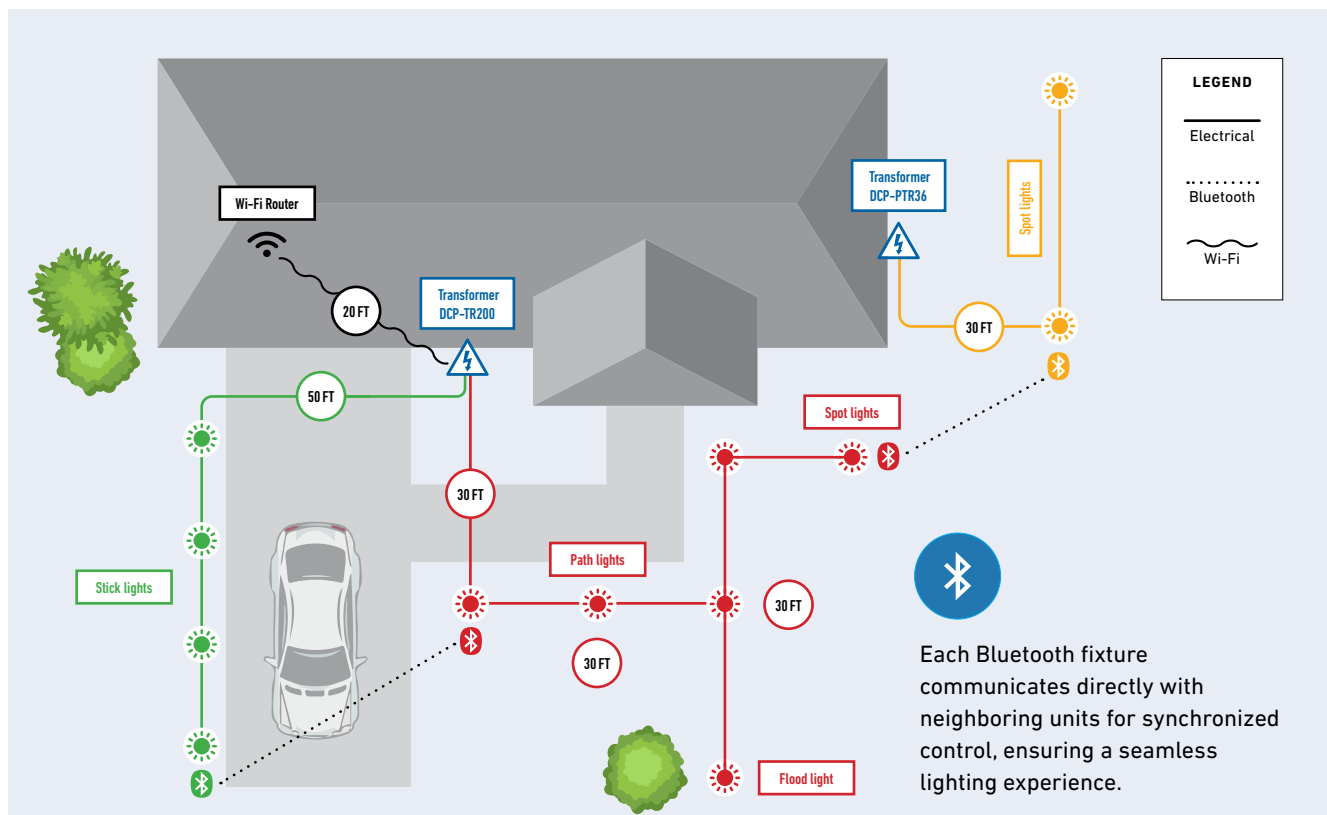 LEGEND
Electrical
Bluetooth
Wi-Fi
Wi-Fi Router
20 FT
Transformer
DCP-TR200
Transformer
DCP-PTR36
Spot lights
30 FT
50 FT
Spot lights
30 FT
Path lights
Stick lights
30 FT
30 FT
Flood light
Each Bluetooth fixture
communicates directly with
neighboring units for synchronized
control, ensuring a seamless
lighting experience.